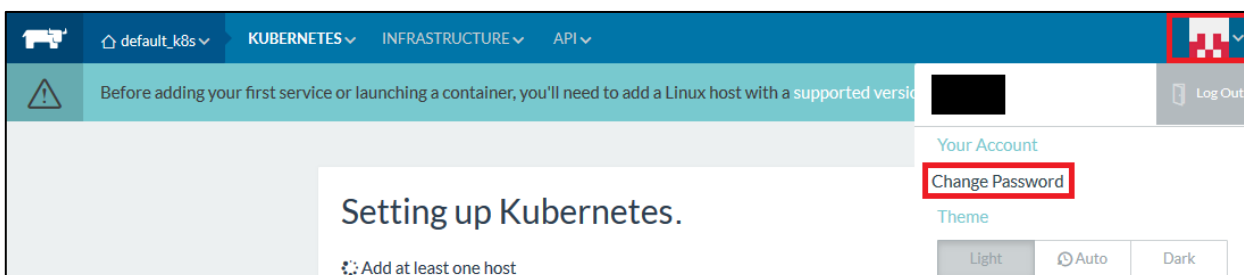 default_k8s KUBERNETES INFRASTRUCTURE API
Before adding your first service or launching a container, you'll need to add a Linux host with a supported
Log Out
Your Account
Change Password
Theme
Setting up Kubernetes.
Light Auto Dark
Add at least one host